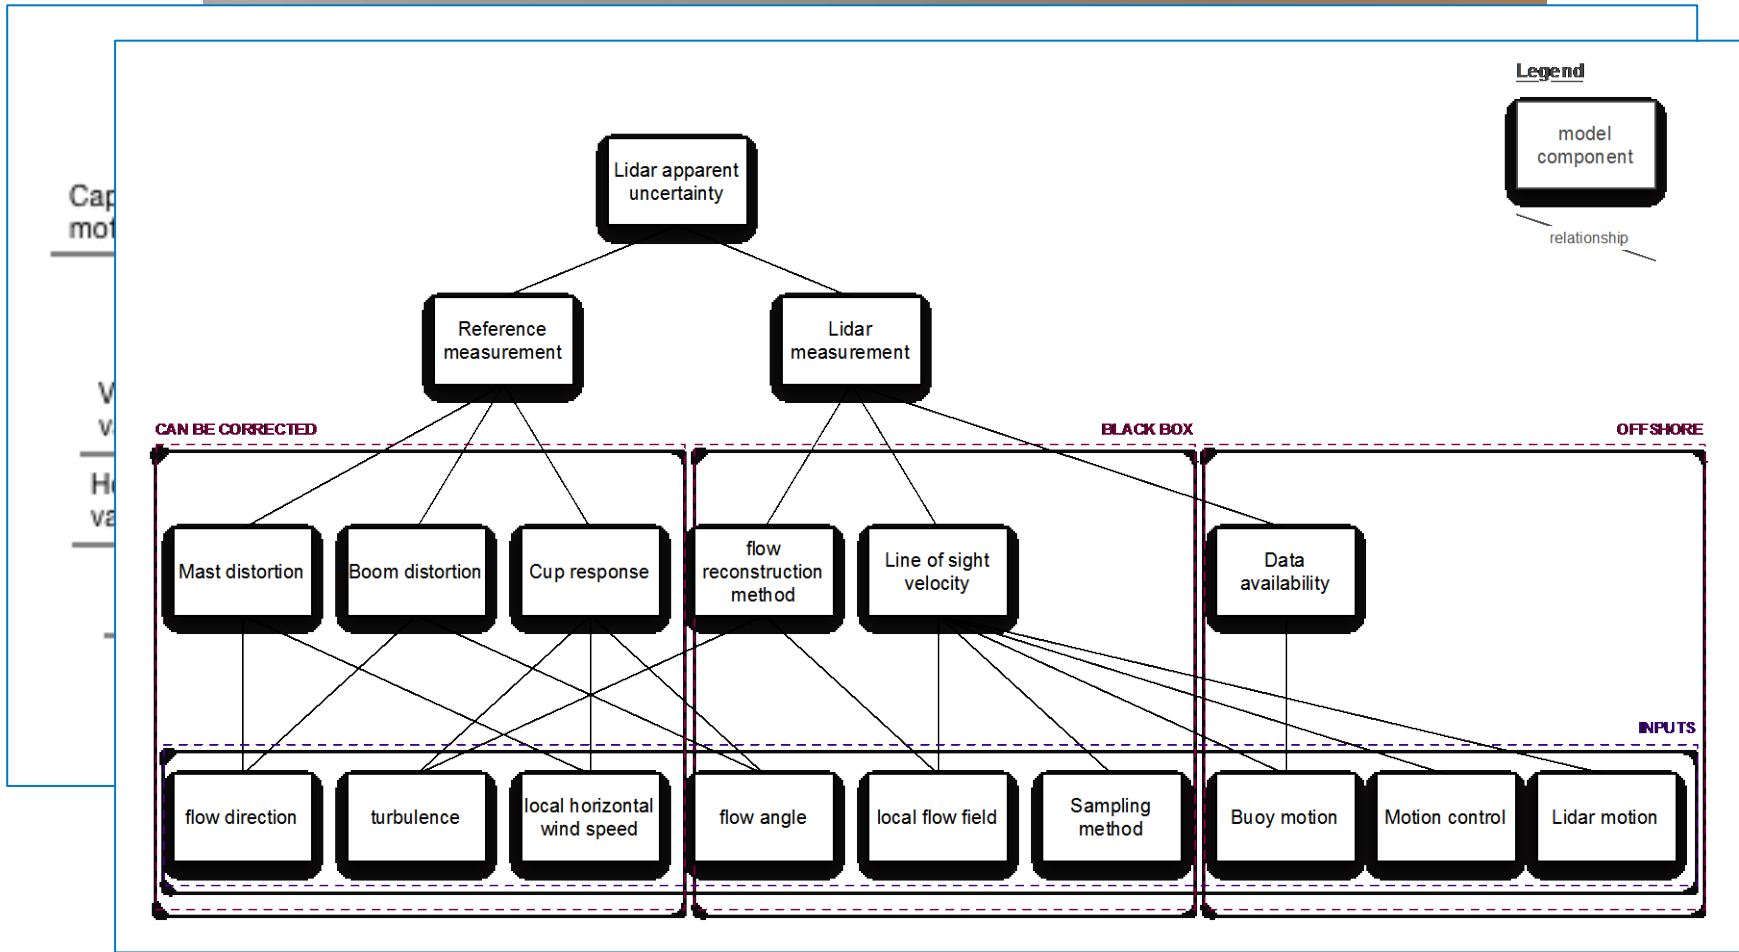 Legend
model
component
relationship
Lidar apparent
uncertainty
Reference
measurement
Lidar
measurement
CAN BE CORRECTED
BLACK BOX
OFFSHORE
Mast distortion
Boom distortion
Cup response
flow
reconstruction
method
Line of sight
velocity
Data
availability
INPUTS
flow direction
turbulence
local horizontal
wind speed
flow angle
local flow field
Sampling
method
Buoy motion
Motion control
Lidar motion